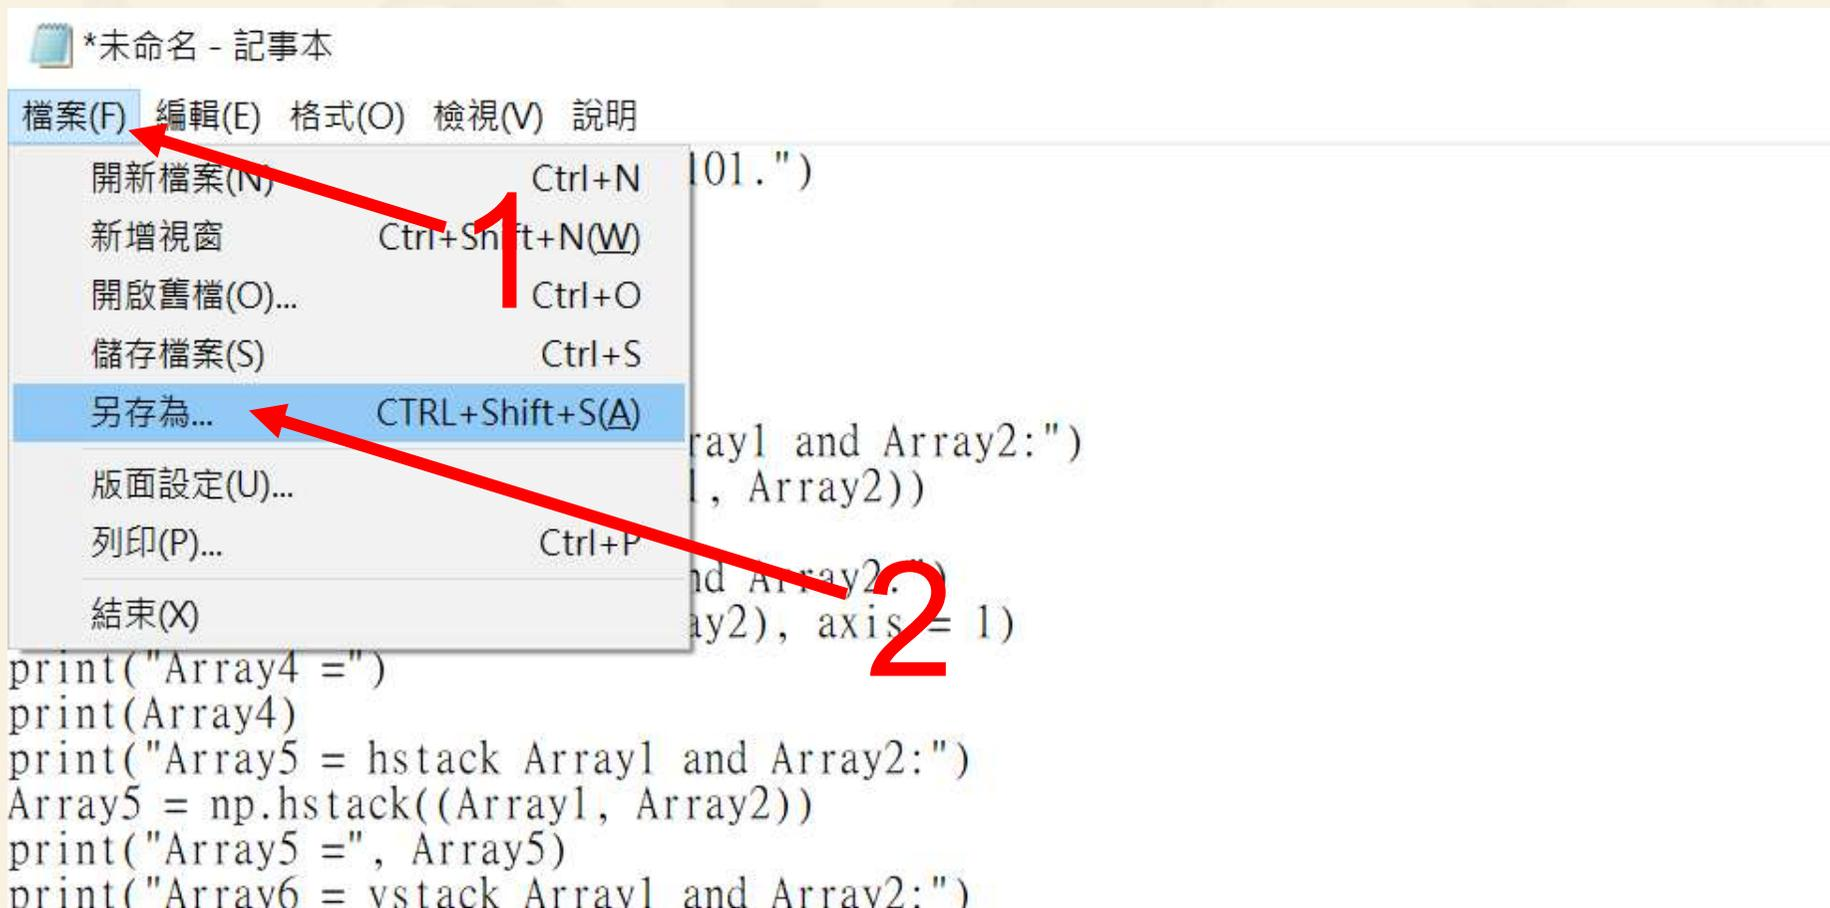 *未命名 - 記事本
檔案(F) 編輯(E) 格式(O) 檢視(V) 說明
開新檔案(N) Ctrl+N
新增視窗 Ctrl+Shift+N(W)
開啟舊檔(O)... Ctrl+O
儲存檔案(S) Ctrl+S
另存為... CTRL+Shift+S(A)
版面設定(U)... 
列印(P)... Ctrl+P
結束(X)
1
2
101.")
ray1 and Array2:")
, Array2))
nd Array2:")
ay2), axis = 1)
print("Array4 =")
print(Array4)
print("Array5 = hstack Array1 and Array2:")
Array5 = np.hstack((Array1, Array2))
print("Array5 =", Array5)
print("Array6 = vstack Array1 and Array2:")